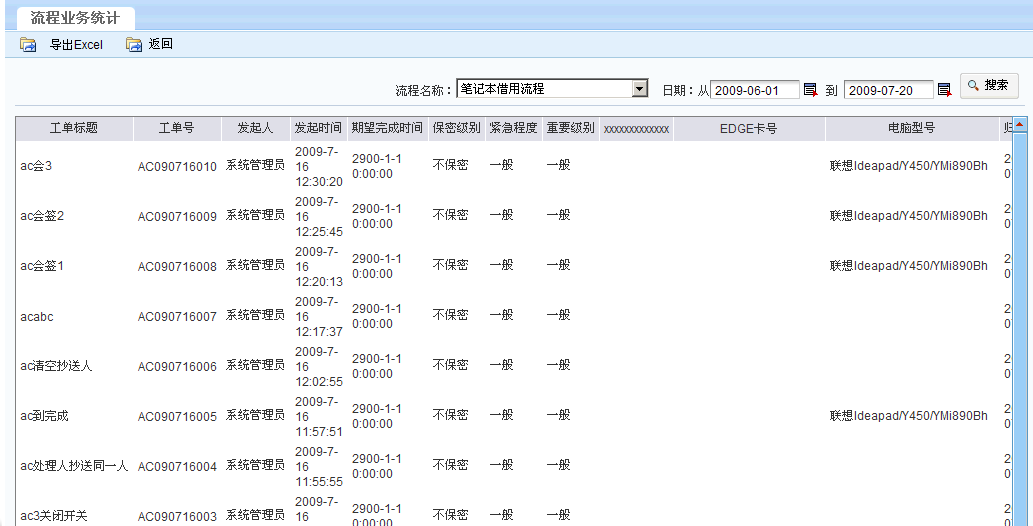 流程业务统计
导出Excel 返回
流程名称： 笔记本借用流程 日期：从 2009-06-01 到 2009-07-20 搜索
工单标题 工单号 发起人 发起时间 期望完成时间 保密级别 紧急程度 重要级别 xxxxxxxxxxxxx EDGE卡号 电脑型号
ac会3 AC090716010 系统管理员 2009-7-16 12:30:20 2900-1-1 0:00:00 不保密 一般 一般 联想Ideapad/Y450/YMi890Bh
ac会签2 AC090716009 系统管理员 2009-7-16 12:25:45 2900-1-1 0:00:00 不保密 一般 一般 联想Ideapad/Y450/YMi890Bh
ac会签1 AC090716008 系统管理员 2009-7-16 12:20:13 2900-1-1 0:00:00 不保密 一般 一般 联想Ideapad/Y450/YMi890Bh
acabc AC090716007 系统管理员 2009-7-16 12:17:37 2900-1-1 0:00:00 不保密 一般 一般
ac清空抄送人 AC090716006 系统管理员 2009-7-16 12:02:55 2900-1-1 0:00:00 不保密 一般 一般
ac到完成 AC090716005 系统管理员 2009-7-16 11:57:51 2900-1-1 0:00:00 不保密 一般 一般 联想Ideapad/Y450/YMi890Bh
ac处理人抄送同一人 AC090716004 系统管理员 2009-7-16 11:55:55 2900-1-1 0:00:00 不保密 一般 一般
ac3关闭开关 AC090716003 系统管理员 2009-7-16 2900-1-1 0:00:00 不保密 一般 一般